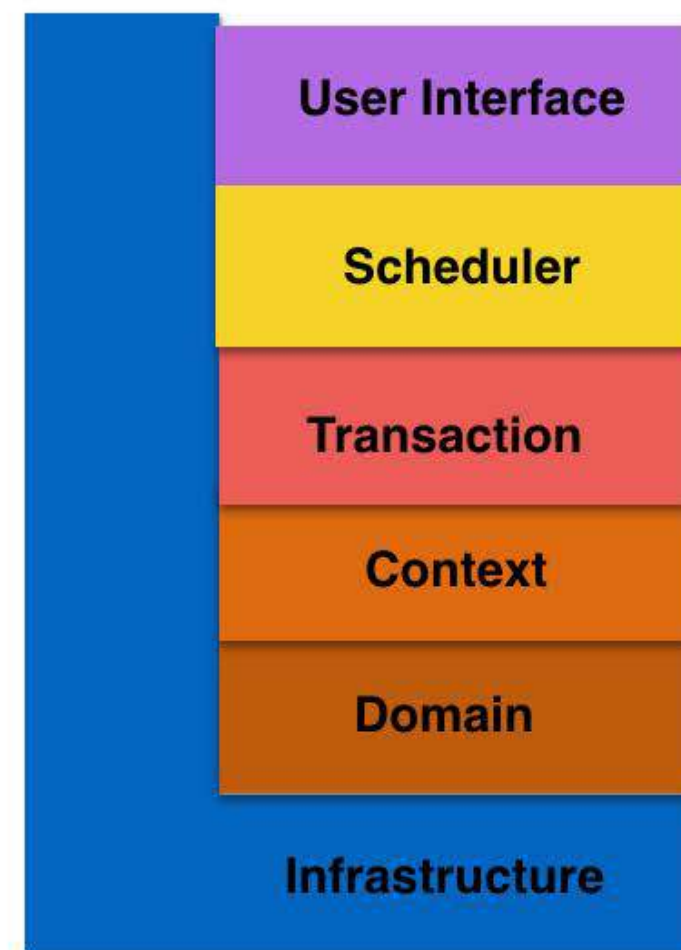 User Interface
Scheduler
Transaction
Context
Domain
Infrastructure